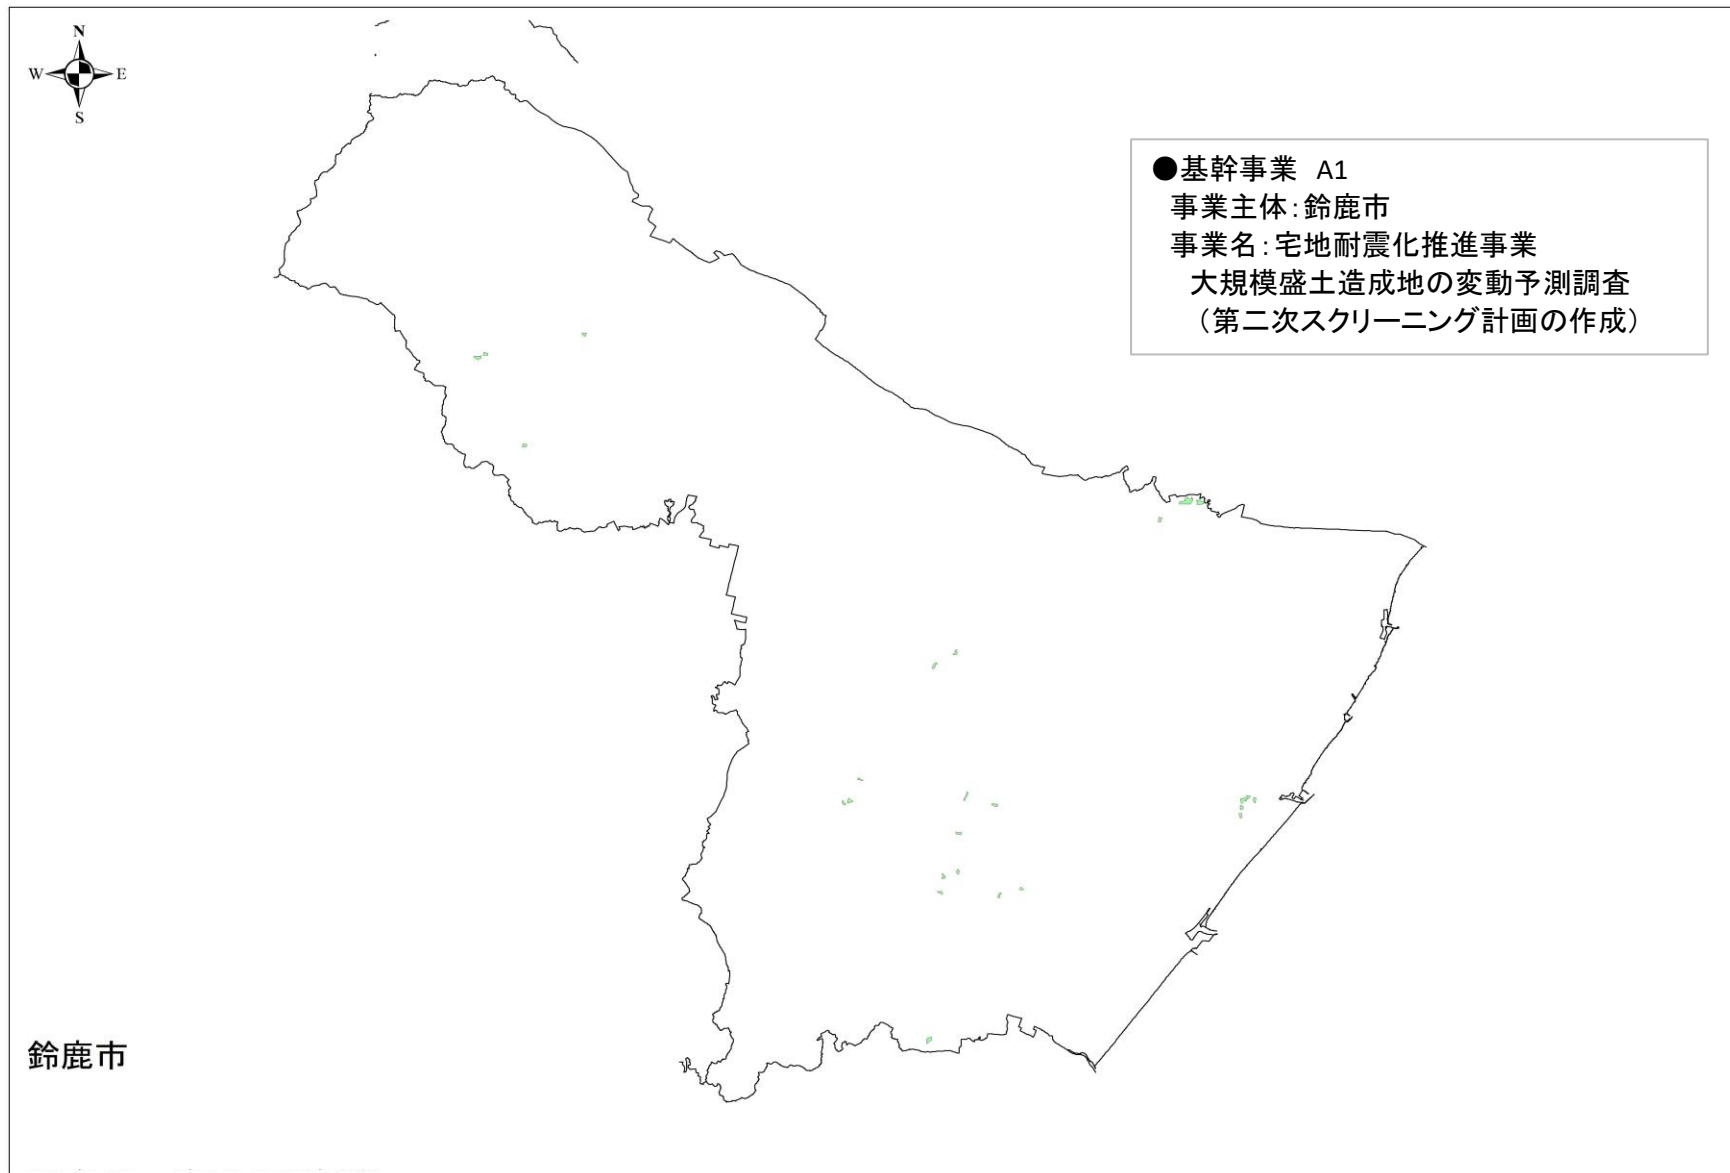 N
W E
S
●基幹事業 A1
事業主体:鈴鹿市
事業名:宅地耐震化推進事業
大規模盛土造成地の変動予測調査
(第二次スクリーニング計画の作成)
鈴鹿市